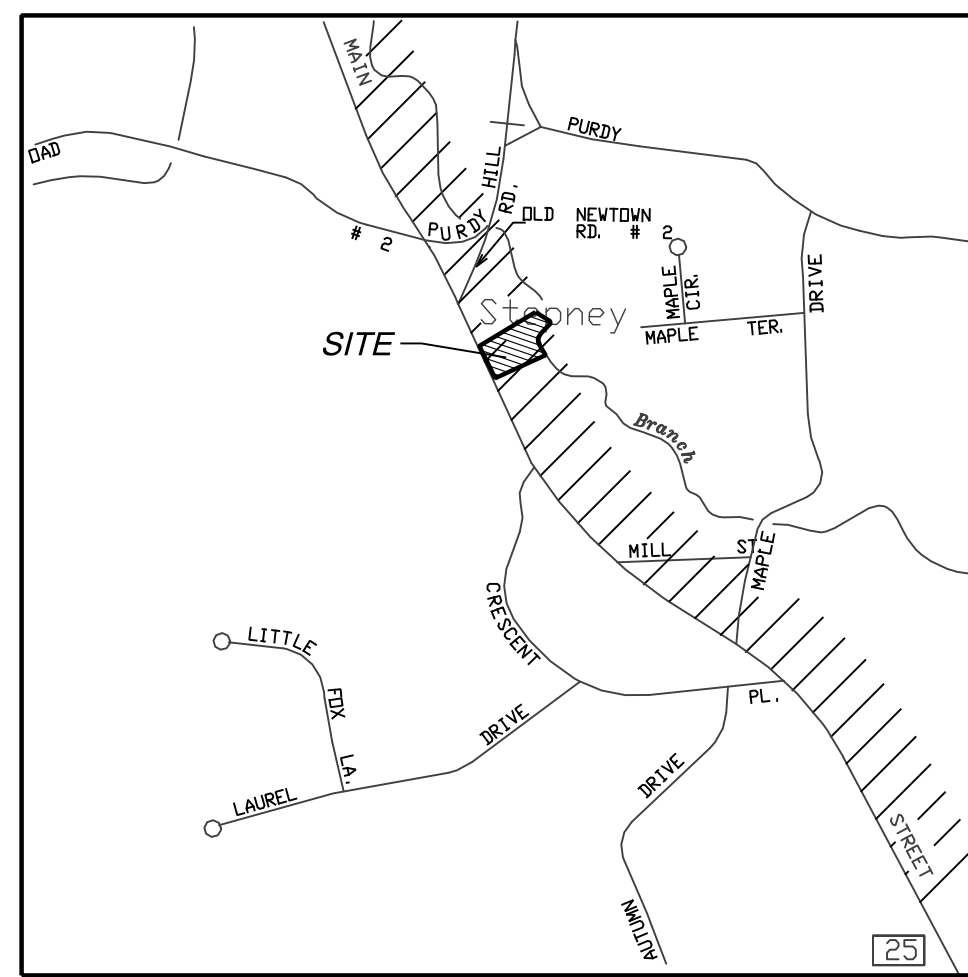 MAIN
OAD
# 2
PURDY
HILL
RD.
PURDY
OLD NEWTOWN
RD. # 2
MAPLE
CIR.
MAPLE TER.
DRIVE
Stepney
SITE
Branch
MILL ST.
MAPLE
CRESCENT
PL.
LITTLE
FOX
LA.
LAUREL
DRIVE
DRIVE
AUTUMN
STREET
25